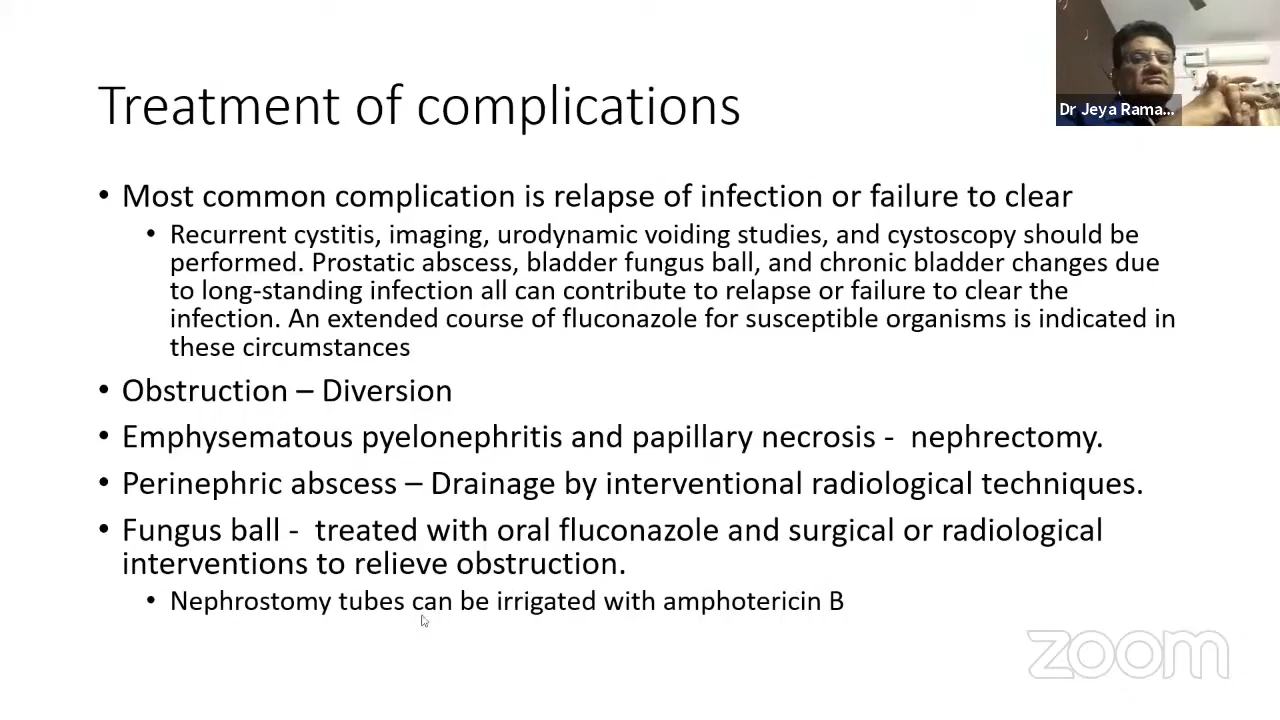 Treatment of complications
Dr Jeya Rama...
• Most common complication is relapse of infection or failure to clear
• Recurrent cystitis, imaging, urodynamic voiding studies, and cystoscopy should be
performed. Prostatic abscess, bladder fungus ball, and chronic bladder changes due
to long-standing infection all can contribute to relapse or failure to clear the
infection. An extended course of fluconazole for susceptible organisms is indicated in
these circumstances
• Obstruction – Diversion
• Emphysematous pyelonephritis and papillary necrosis - nephrectomy.
• Perinephric abscess – Drainage by interventional radiological techniques.
• Fungus ball - treated with oral fluconazole and surgical or radiological
interventions to relieve obstruction.
• Nephrostomy tubes can be irrigated with amphotericin B
zoom